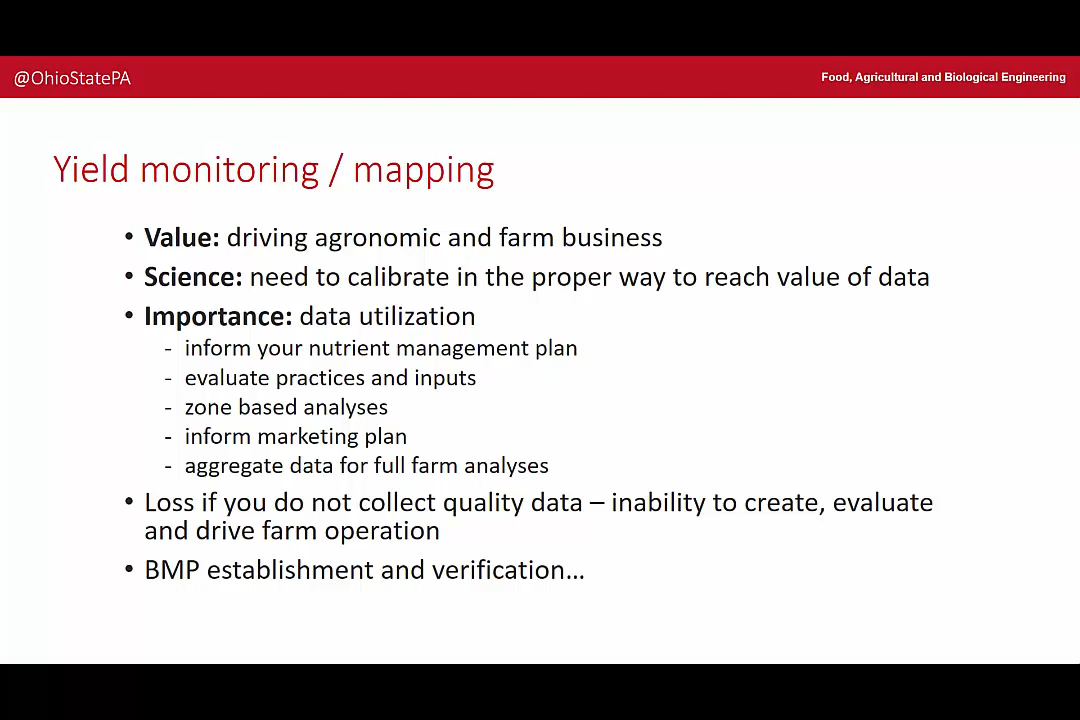 @OhioStatePA
Food, Agricultural and Biological Engineering
Yield monitoring / mapping
• Value: driving agronomic and farm business
• Science: need to calibrate in the proper way to reach value of data
• Importance: data utilization
- inform your nutrient management plan
- evaluate practices and inputs
- zone based analyses
- inform marketing plan
- aggregate data for full farm analyses
• Loss if you do not collect quality data – inability to create, evaluate
and drive farm operation
• BMP establishment and verification…